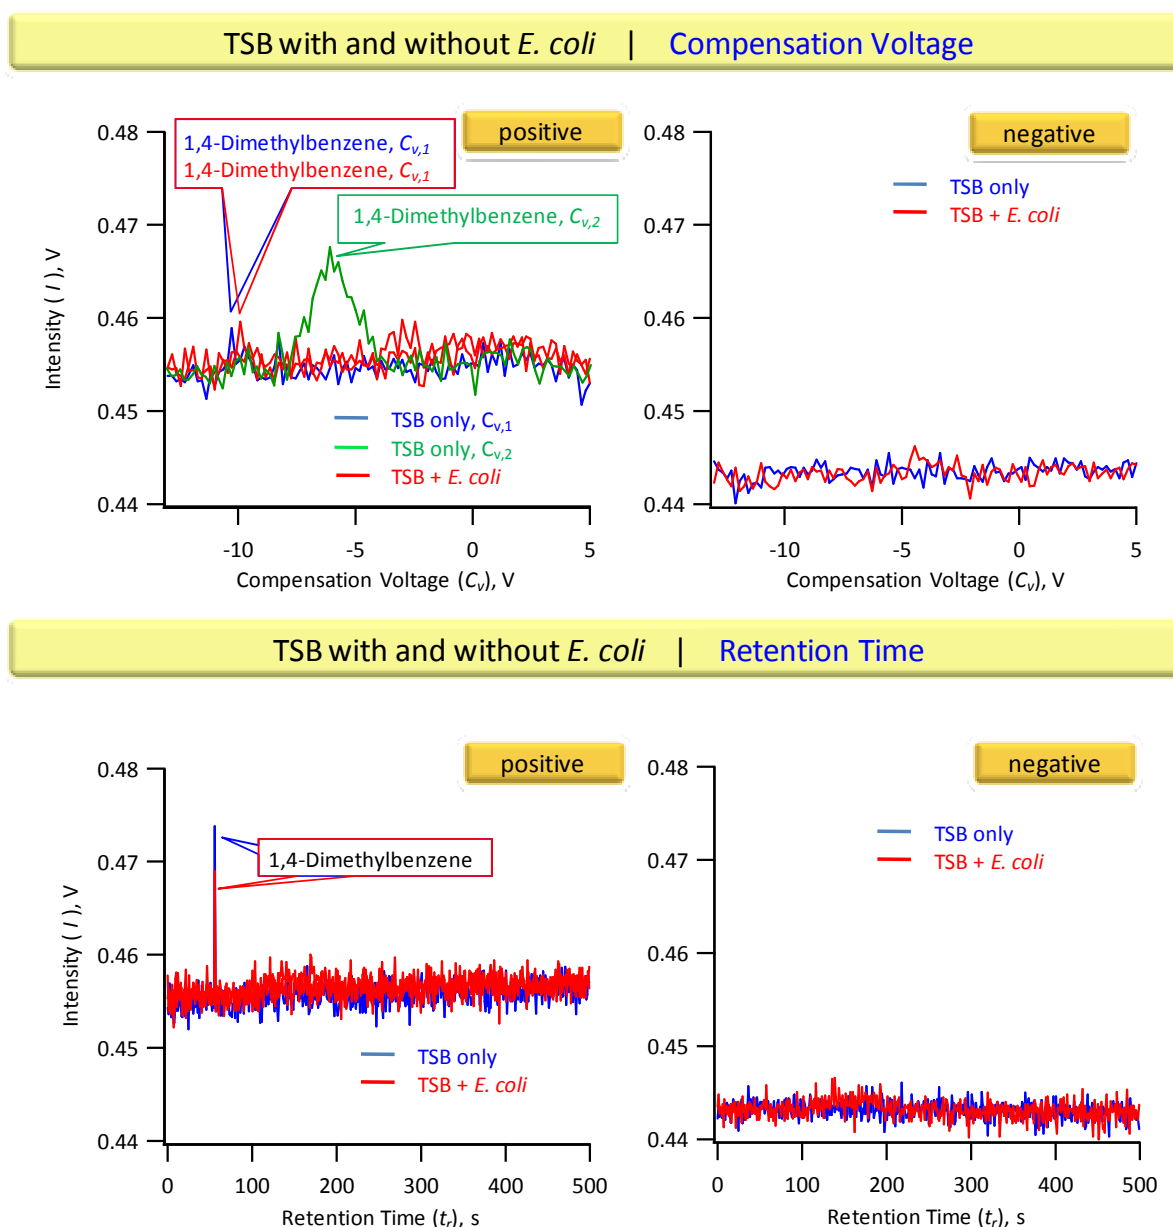 TSB with and without E. coli | Compensation Voltage
positive
1,4-Dimethylbenzene, Cv,1
1,4-Dimethylbenzene, Cv,1
1,4-Dimethylbenzene, Cv,2
0.48
0.47
0.46
0.45
0.44
Intensity ( I ), V
TSB only, Cv,1
TSB only, Cv,2
TSB + E. coli
-10 -5 0 5
Compensation Voltage (Cv), V
negative
TSB only
TSB + E. coli
0.48
0.47
0.46
0.45
0.44
-10 -5 0 5
Compensation Voltage (Cv), V
TSB with and without E. coli | Retention Time
positive
0.48
0.47
0.46
0.45
0.44
Intensity ( I ), V
1,4-Dimethylbenzene
TSB only
TSB + E. coli
0 100 200 300 400 500
Retention Time (tr), s
negative
0.48
0.47
0.46
0.45
0.44
TSB only
TSB + E. coli
0 100 200 300 400 500
Retention Time (tr), s